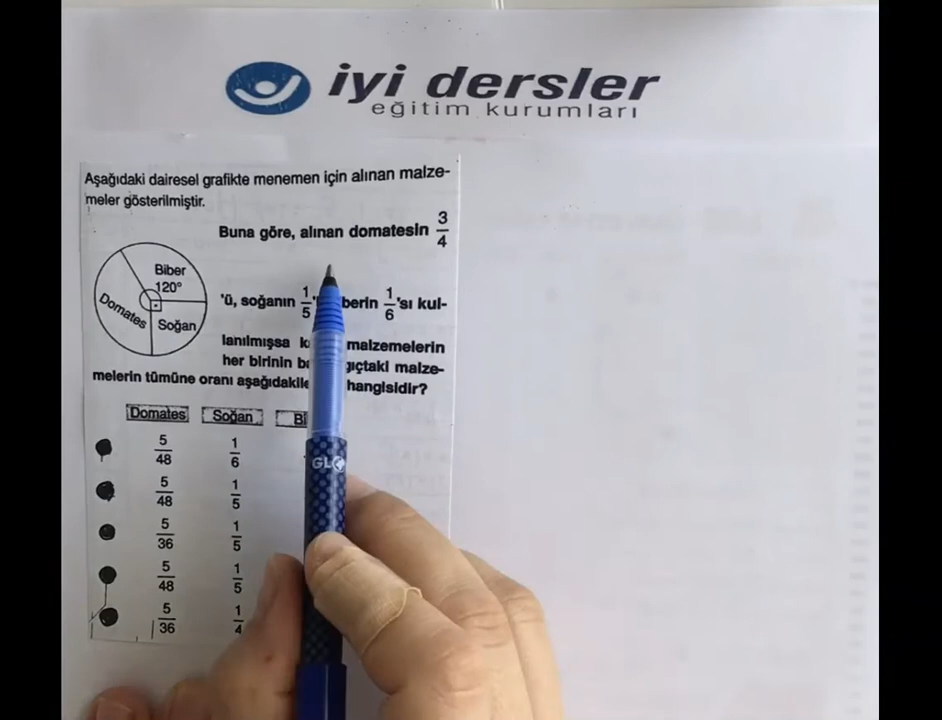 iyi dersler
eğitim kurumları
Aşağıdaki dairesel grafikte menemen için alınan malze-
meler gösterilmiştir.
Buna göre, alınan domatesin 3/4
'ü, soğanın 1/5 berin 1/6'sı kul-
lanılmışsa malzemelerin
her birinin malze-
melerin tümüne oranı hangisidir?
Biber
120°
Domates
Soğan
Domates Soğan
5/48 1/6
5/48 1/5
5/36 1/5
5/48 1/5
5/36 1/4
GLO